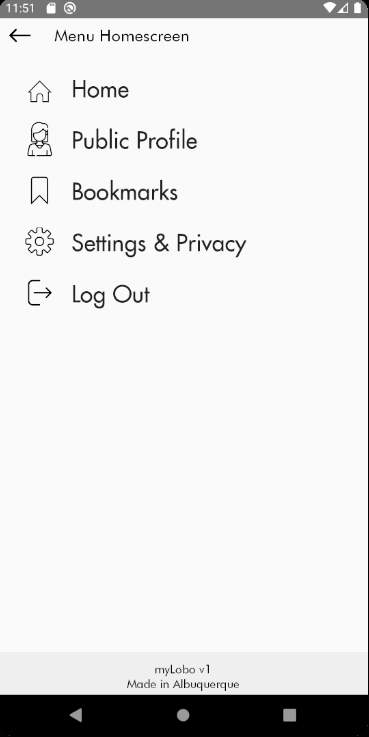 11:51
Menu Homescreen
Home
Public Profile
Bookmarks
Settings & Privacy
Log Out
myLobo v1
Made in Albuquerque